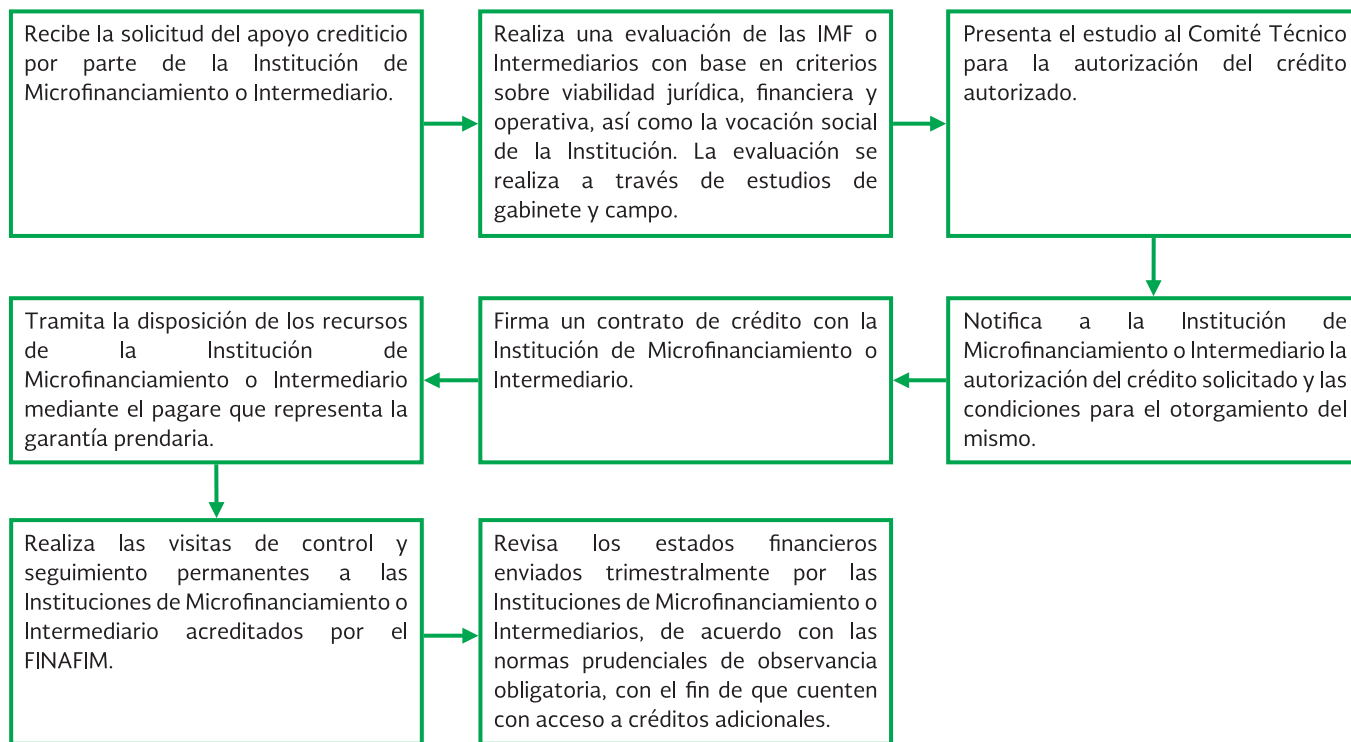 Recibe la solicitud del apoyo crediticio
por parte de la Institución de
Microfinanciamiento o Intermediario.
Realiza una evaluación de las IMF o
Intermediarios con base en criterios
sobre viabilidad jurídica, financiera y
operativa, así como la vocación social
de la Institución. La evaluación se
realiza a través de estudios de
gabinete y campo.
Presenta el estudio al Comité Técnico
para la autorización del crédito
autorizado.
Notifica a la Institución de
Microfinanciamiento o Intermediario la
autorización del crédito solicitado y las
condiciones para el otorgamiento del
mismo.
Firma un contrato de crédito con la
Institución de Microfinanciamiento o
Intermediario.
Tramita la disposición de los recursos
de la Institución de
Microfinanciamiento o Intermediario
mediante el pagare que representa la
garantía prendaria.
Realiza las visitas de control y
seguimiento permanentes a las
Instituciones de Microfinanciamiento o
Intermediario acreditados por el
FINAFIM.
Revisa los estados financieros
enviados trimestralmente por las
Instituciones de Microfinanciamiento o
Intermediarios, de acuerdo con las
normas prudenciales de observancia
obligatoria, con el fin de que cuenten
con acceso a créditos adicionales.